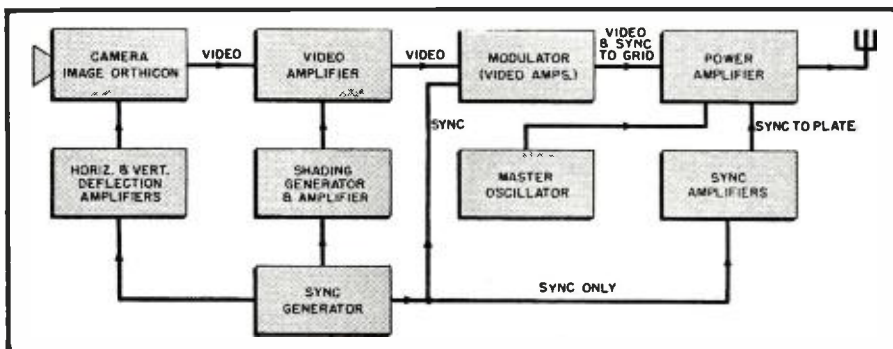 CAMERA
IMAGE ORTHICON
VIDEO
VIDEO
AMPLIFIER
VIDEO
MODULATOR
(VIDEO AMPS.)
VIDEO
& SYNC
TO GRID
POWER
AMPLIFIER
SYNC
SYNC TO PLATE
HORIZ. & VERT.
DEFLECTION
AMPLIFIERS
SHADING
GENERATOR
& AMPLIFIER
MASTER
OSCILLATOR
SYNC
AMPLIFIERS
SYNC
GENERATOR
SYNC ONLY